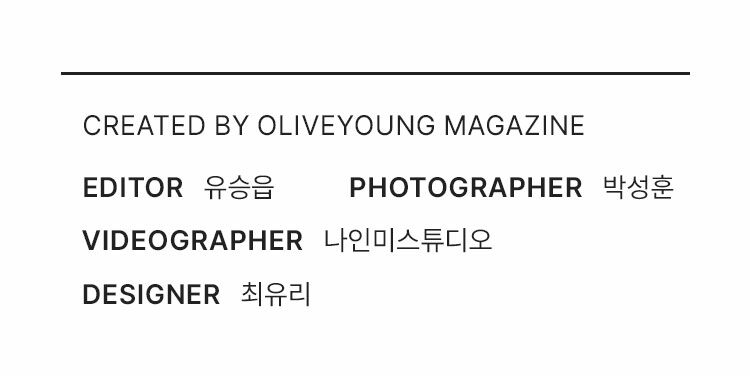 CREATED BY OLIVEYOUNG MAGAZINE
EDITOR 유승읍 PHOTOGRAPHER 박성훈
VIDEOGRAPHER 나인미스튜디오
DESIGNER 최유리